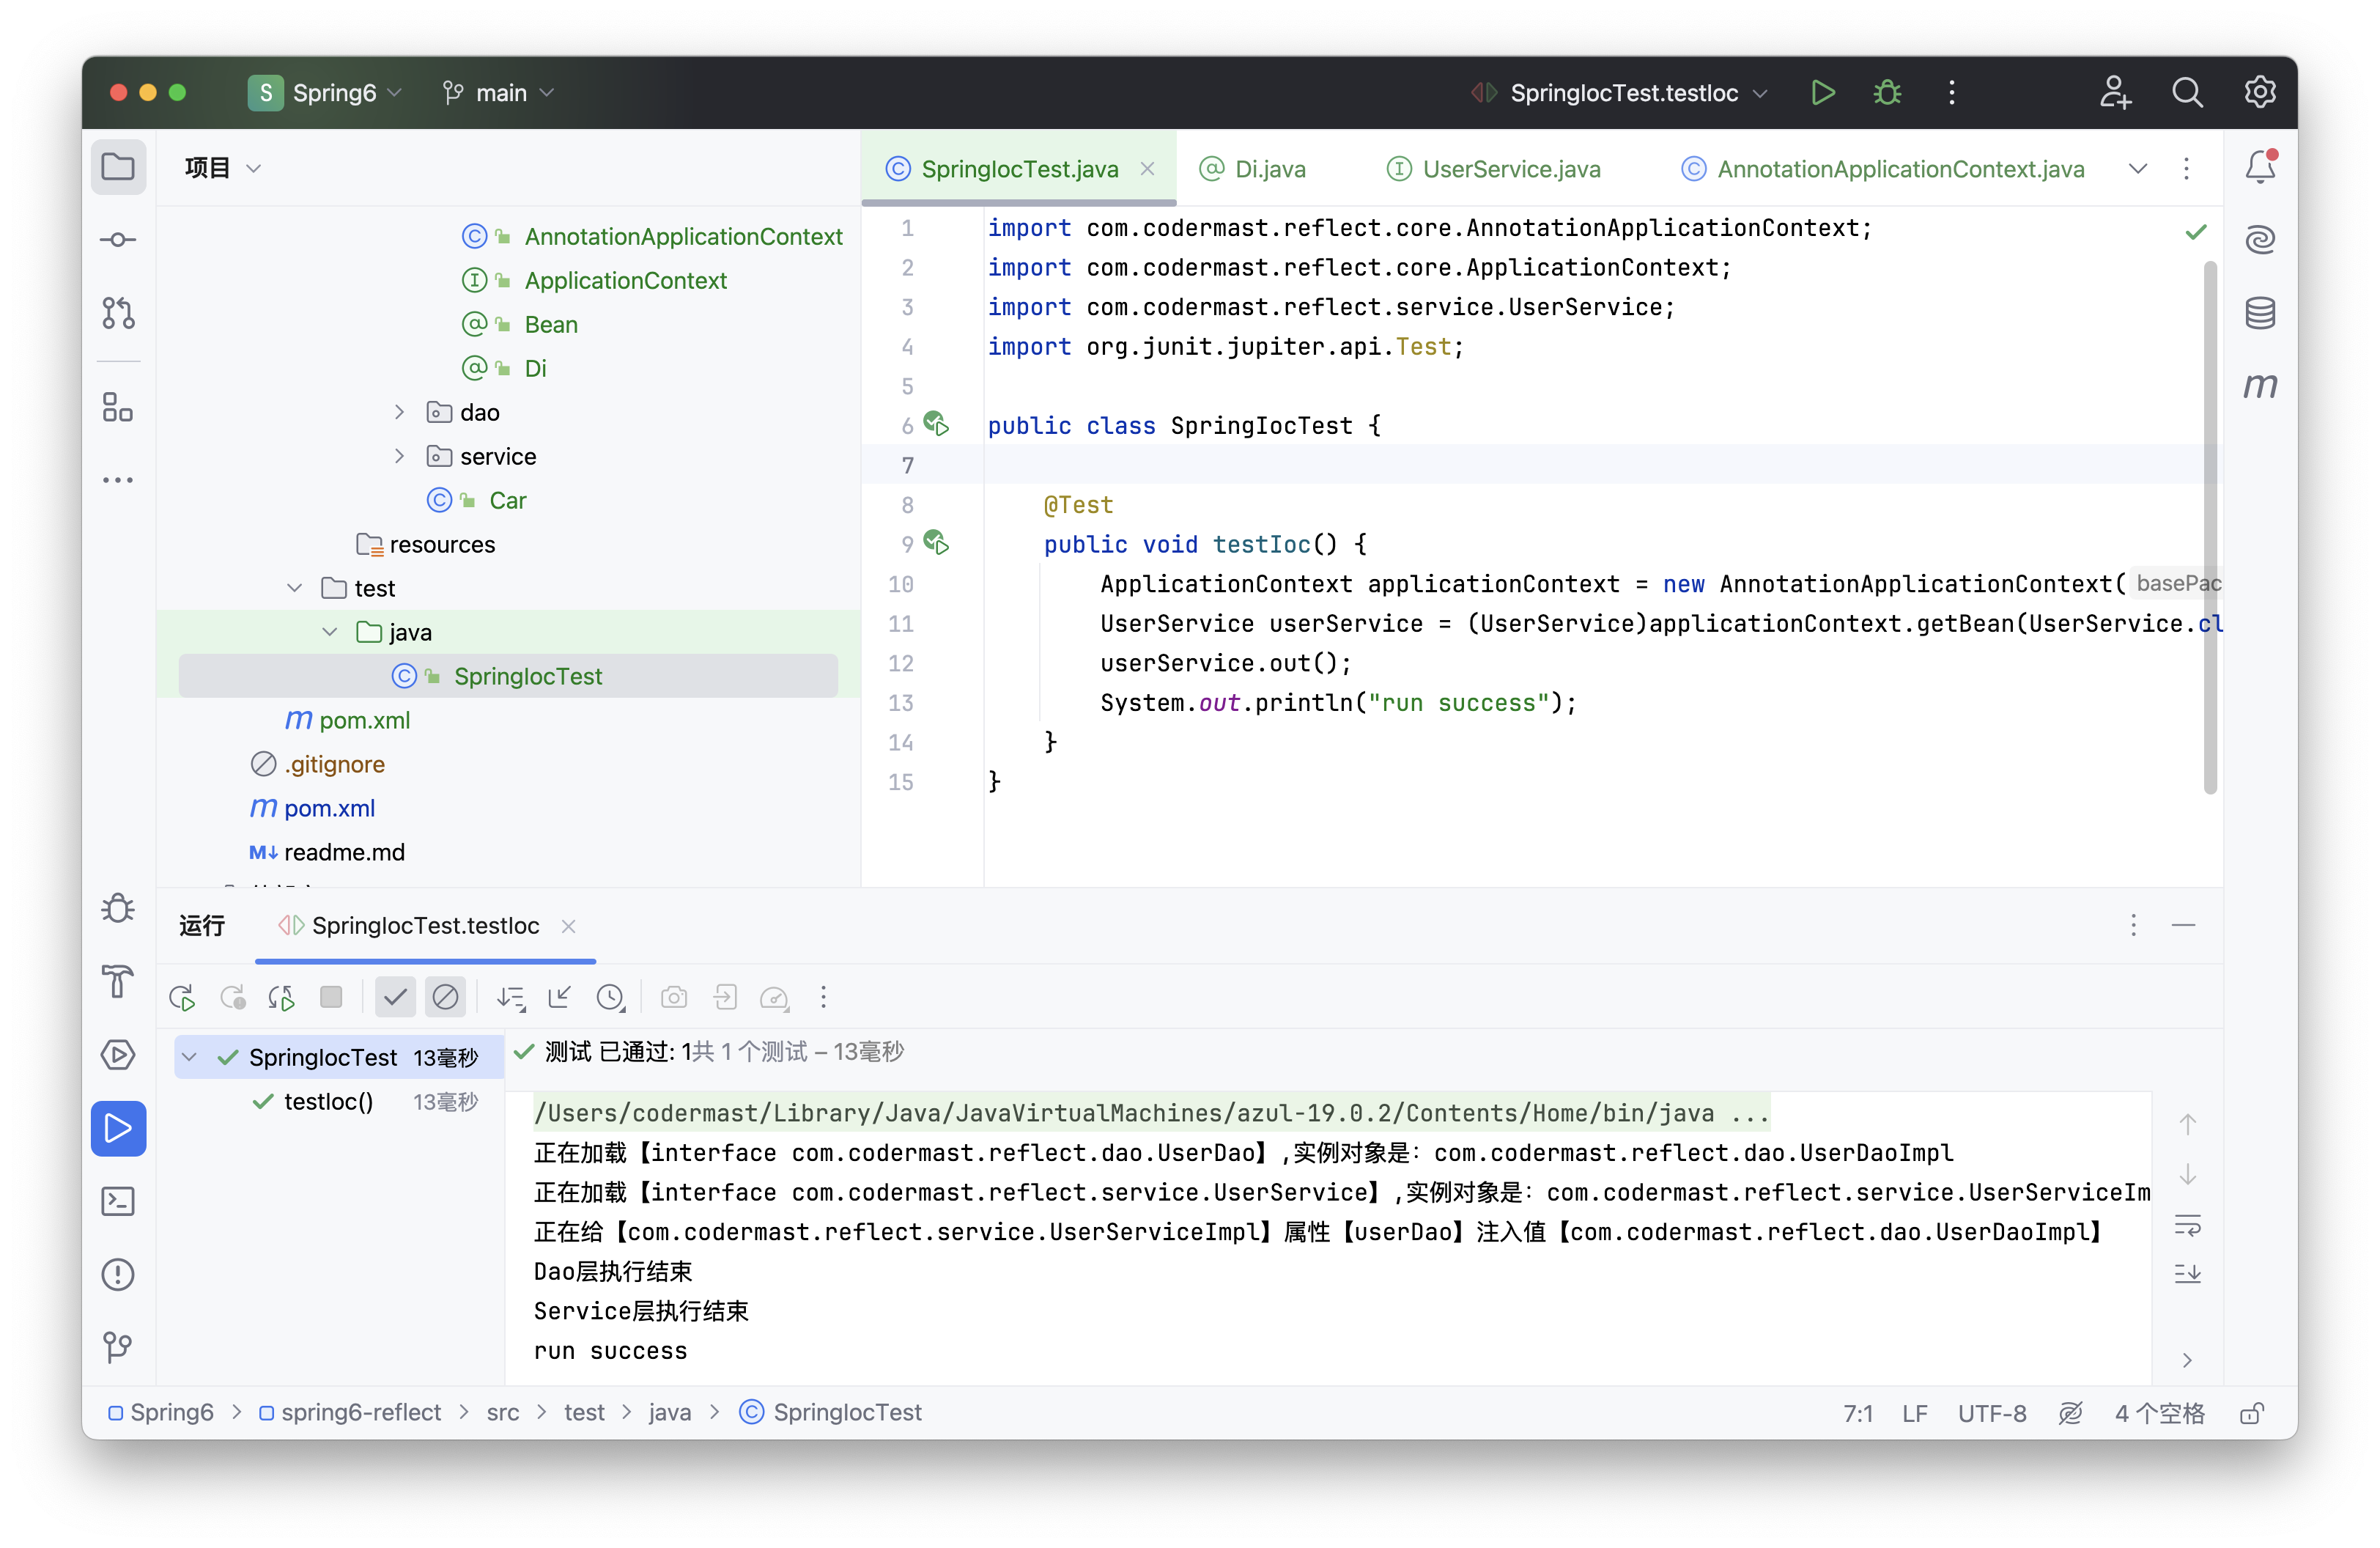 S Spring6 main SpringIocTest.testIoc
项目
SpringIocTest.java Di.java UserService.java AnnotationApplicationContext.java
AnnotationApplicationContext
ApplicationContext
Bean
Di
dao
service
Car
resources
test
java
SpringIocTest
pom.xml
.gitignore
pom.xml
readme.md
1 import com.codermast.reflect.core.AnnotationApplicationContext;
2 import com.codermast.reflect.core.ApplicationContext;
3 import com.codermast.reflect.service.UserService;
4 import org.junit.jupiter.api.Test;
5
6 public class SpringIocTest {
7
8 @Test
9 public void testIoc() {
10 ApplicationContext applicationContext = new AnnotationApplicationContext( basePac
11 UserService userService = (UserService)applicationContext.getBean(UserService.cl
12 userService.out();
13 System.out.println("run success");
14 }
15 }
运行 SpringIocTest.testIoc
SpringIocTest 13毫秒
testIoc() 13毫秒
测试 已通过: 1共 1 个测试 – 13毫秒
/Users/codermast/Library/Java/JavaVirtualMachines/azul-19.0.2/Contents/Home/bin/java ...
正在加载【interface com.codermast.reflect.dao.UserDao】,实例对象是：com.codermast.reflect.dao.UserDaoImpl
正在加载【interface com.codermast.reflect.service.UserService】,实例对象是：com.codermast.reflect.service.UserServiceIm
正在给【com.codermast.reflect.service.UserServiceImpl】属性【userDao】注入值【com.codermast.reflect.dao.UserDaoImpl】
Dao层执行结束
Service层执行结束
run success
Spring6 > spring6-reflect > src > test > java > SpringIocTest
7:1 LF UTF-8 4 个空格